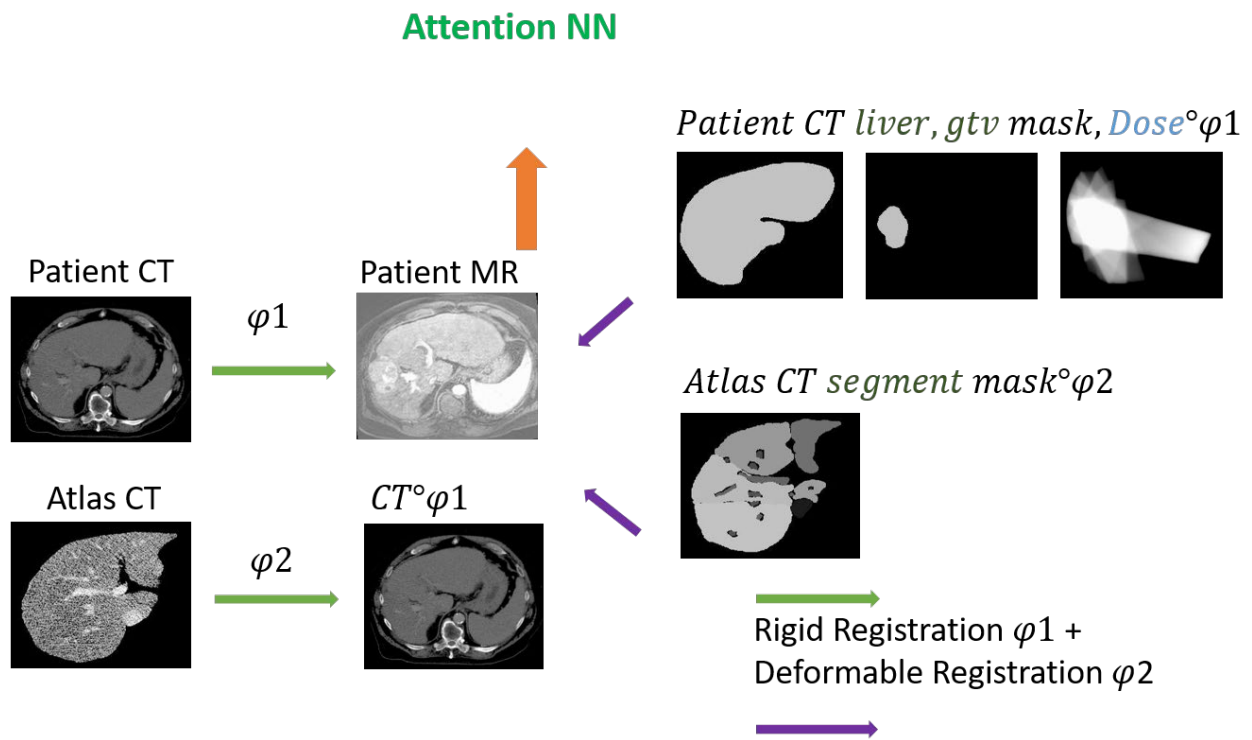 Attention NN
Patient CT liver, gtv mask, Dose°φ1
Patient CT
φ1
Patient MR
Atlas CT segment mask°φ2
Atlas CT
φ2
CT°φ1
Rigid Registration φ1 +
Deformable Registration φ2